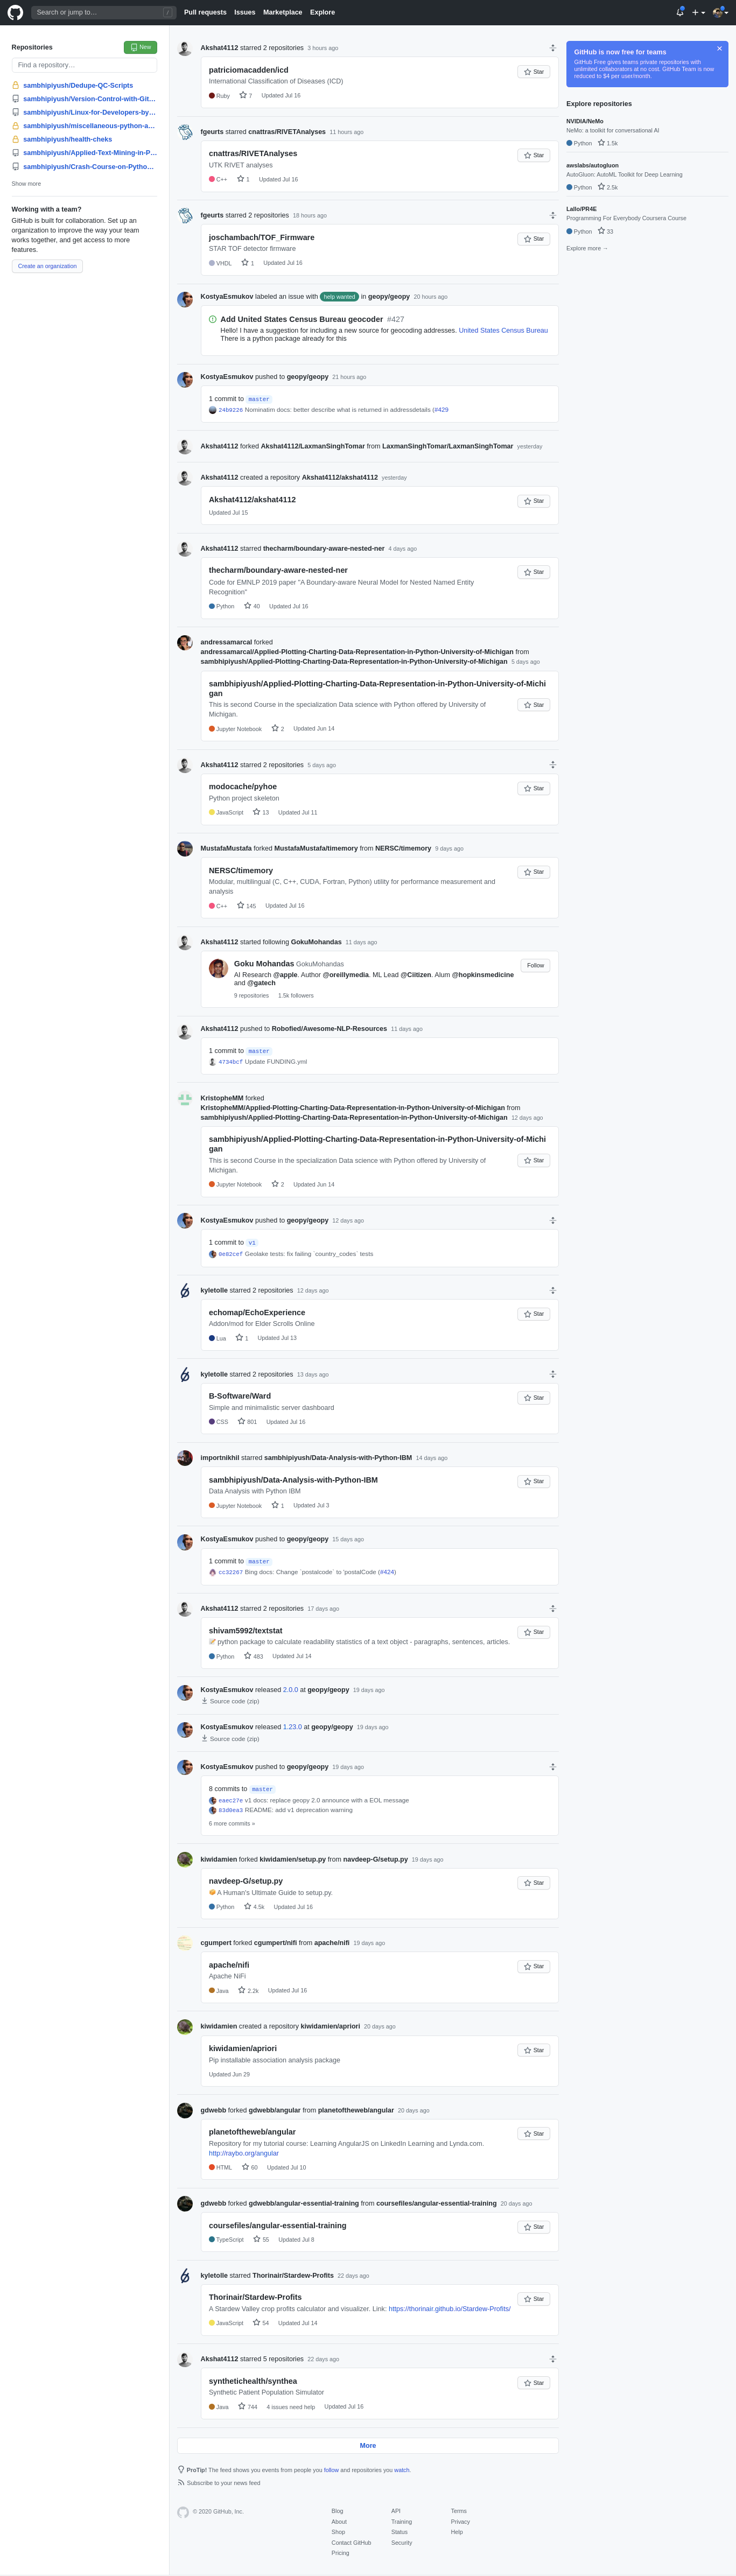 Search or jump to…
/
Pull requests Issues Marketplace Explore
Repositories
New
Find a repository…
sambhipiyush/Dedupe-QC-Scripts
sambhipiyush/Version-Control-with-Git…
sambhipiyush/Linux-for-Developers-by…
sambhipiyush/miscellaneous-python-a…
sambhipiyush/health-cheks
sambhipiyush/Applied-Text-Mining-in-P…
sambhipiyush/Crash-Course-on-Pytho…
Show more
Working with a team?
GitHub is built for collaboration. Set up an
organization to improve the way your team
works together, and get access to more
features.
Create an organization
Akshat4112 starred 2 repositories 3 hours ago
patriciomacadden/icd
Star
International Classification of Diseases (ICD)
Ruby 7 Updated Jul 16
fgeurts starred cnattras/RIVETAnalyses 11 hours ago
cnattras/RIVETAnalyses
Star
UTK RIVET analyses
C++ 1 Updated Jul 16
fgeurts starred 2 repositories 18 hours ago
joschambach/TOF_Firmware
Star
STAR TOF detector firmware
VHDL 1 Updated Jul 16
KostyaEsmukov labeled an issue with help wanted in geopy/geopy 20 hours ago
Add United States Census Bureau geocoder #427
Hello! I have a suggestion for including a new source for geocoding addresses. United States Census Bureau
There is a python package already for this
KostyaEsmukov pushed to geopy/geopy 21 hours ago
1 commit to master
24b9226 Nominatim docs: better describe what is returned in addressdetails (#429
Akshat4112 forked Akshat4112/LaxmanSinghTomar from LaxmanSinghTomar/LaxmanSinghTomar yesterday
Akshat4112 created a repository Akshat4112/akshat4112 yesterday
Akshat4112/akshat4112
Star
Updated Jul 15
Akshat4112 starred thecharm/boundary-aware-nested-ner 4 days ago
thecharm/boundary-aware-nested-ner
Star
Code for EMNLP 2019 paper "A Boundary-aware Neural Model for Nested Named Entity
Recognition"
Python 40 Updated Jul 16
andressamarcal forked
andressamarcal/Applied-Plotting-Charting-Data-Representation-in-Python-University-of-Michigan from
sambhipiyush/Applied-Plotting-Charting-Data-Representation-in-Python-University-of-Michigan 5 days ago
sambhipiyush/Applied-Plotting-Charting-Data-Representation-in-Python-University-of-Michi
gan
This is second Course in the specialization Data science with Python offered by University of
Michigan.
Star
Jupyter Notebook 2 Updated Jun 14
Akshat4112 starred 2 repositories 5 days ago
modocache/pyhoe
Star
Python project skeleton
JavaScript 13 Updated Jul 11
MustafaMustafa forked MustafaMustafa/timemory from NERSC/timemory 9 days ago
NERSC/timemory
Star
Modular, multilingual (C, C++, CUDA, Fortran, Python) utility for performance measurement and
analysis
C++ 145 Updated Jul 16
Akshat4112 started following GokuMohandas 11 days ago
Goku Mohandas GokuMohandas
Follow
AI Research @apple. Author @oreillymedia. ML Lead @Ciitizen. Alum @hopkinsmedicine
and @gatech
9 repositories 1.5k followers
Akshat4112 pushed to Robofied/Awesome-NLP-Resources 11 days ago
1 commit to master
4734bcf Update FUNDING.yml
KristopheMM forked
KristopheMM/Applied-Plotting-Charting-Data-Representation-in-Python-University-of-Michigan from
sambhipiyush/Applied-Plotting-Charting-Data-Representation-in-Python-University-of-Michigan 12 days ago
sambhipiyush/Applied-Plotting-Charting-Data-Representation-in-Python-University-of-Michi
gan
This is second Course in the specialization Data science with Python offered by University of
Michigan.
Star
Jupyter Notebook 2 Updated Jun 14
KostyaEsmukov pushed to geopy/geopy 12 days ago
1 commit to v1
0e82cef Geolake tests: fix failing `country_codes` tests
kyletolle starred 2 repositories 12 days ago
echomap/EchoExperience
Star
Addon/mod for Elder Scrolls Online
Lua 1 Updated Jul 13
kyletolle starred 2 repositories 13 days ago
B-Software/Ward
Star
Simple and minimalistic server dashboard
CSS 801 Updated Jul 16
importnikhil starred sambhipiyush/Data-Analysis-with-Python-IBM 14 days ago
sambhipiyush/Data-Analysis-with-Python-IBM
Star
Data Analysis with Python IBM
Jupyter Notebook 1 Updated Jul 3
KostyaEsmukov pushed to geopy/geopy 15 days ago
1 commit to master
cc32267 Bing docs: Change `postalcode` to 'postalCode (#424)
Akshat4112 starred 2 repositories 17 days ago
shivam5992/textstat
Star
python package to calculate readability statistics of a text object - paragraphs, sentences, articles.
Python 483 Updated Jul 14
KostyaEsmukov released 2.0.0 at geopy/geopy 19 days ago
Source code (zip)
KostyaEsmukov released 1.23.0 at geopy/geopy 19 days ago
Source code (zip)
KostyaEsmukov pushed to geopy/geopy 19 days ago
8 commits to master
eaec27e v1 docs: replace geopy 2.0 announce with a EOL message
83d0ea3 README: add v1 deprecation warning
6 more commits »
kiwidamien forked kiwidamien/setup.py from navdeep-G/setup.py 19 days ago
navdeep-G/setup.py
Star
A Human's Ultimate Guide to setup.py.
Python 4.5k Updated Jul 16
cgumpert forked cgumpert/nifi from apache/nifi 19 days ago
apache/nifi
Star
Apache NiFi
Java 2.2k Updated Jul 16
kiwidamien created a repository kiwidamien/apriori 20 days ago
kiwidamien/apriori
Star
Pip installable association analysis package
Updated Jun 29
gdwebb forked gdwebb/angular from planetoftheweb/angular 20 days ago
planetoftheweb/angular
Star
Repository for my tutorial course: Learning AngularJS on LinkedIn Learning and Lynda.com.
http://raybo.org/angular
HTML 60 Updated Jul 10
gdwebb forked gdwebb/angular-essential-training from coursefiles/angular-essential-training 20 days ago
coursefiles/angular-essential-training
Star
TypeScript 55 Updated Jul 8
kyletolle starred Thorinair/Stardew-Profits 22 days ago
Thorinair/Stardew-Profits
Star
A Stardew Valley crop profits calculator and visualizer. Link: https://thorinair.github.io/Stardew-Profits/
JavaScript 54 Updated Jul 14
Akshat4112 starred 5 repositories 22 days ago
synthetichealth/synthea
Star
Synthetic Patient Population Simulator
Java 744 4 issues need help Updated Jul 16
More
ProTip! The feed shows you events from people you follow and repositories you watch.
Subscribe to your news feed
GitHub is now free for teams
GitHub Free gives teams private repositories with
unlimited collaborators at no cost. GitHub Team is now
reduced to $4 per user/month.
Explore repositories
NVIDIA/NeMo
NeMo: a toolkit for conversational AI
Python 1.5k
awslabs/autogluon
AutoGluon: AutoML Toolkit for Deep Learning
Python 2.5k
Lallo/PR4E
Programming For Everybody Coursera Course
Python 33
Explore more →
© 2020 GitHub, Inc.
Blog
About
Shop
Contact GitHub
Pricing
API
Training
Status
Security
Terms
Privacy
Help